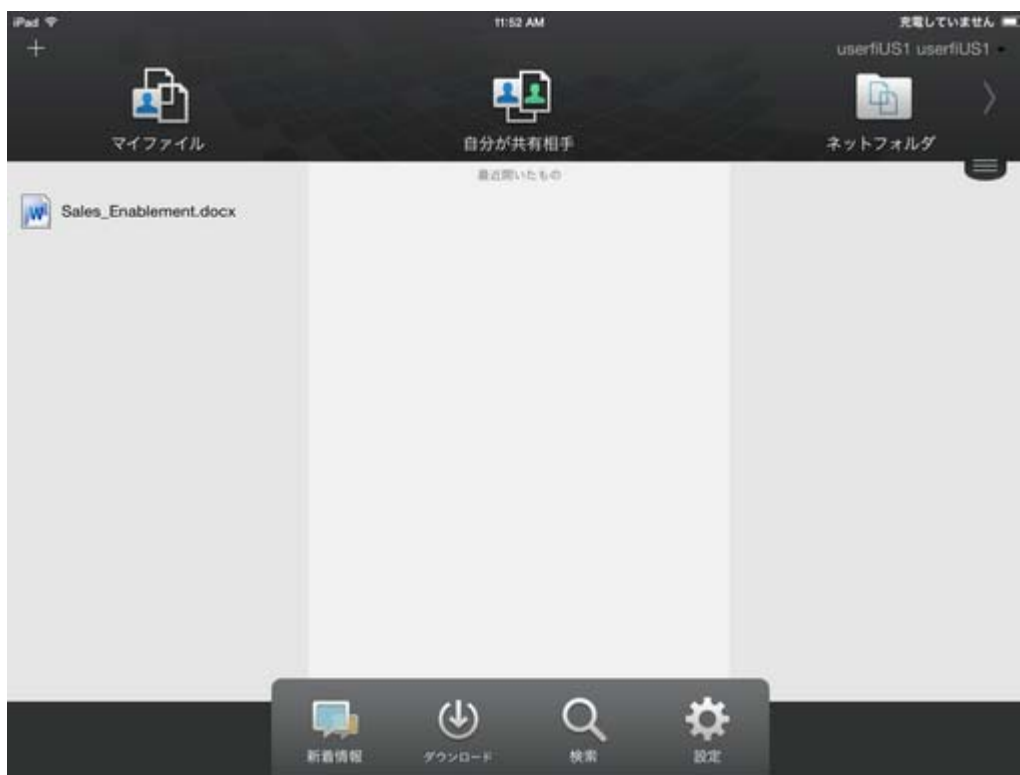 iPad 11:52 AM 充電していません
+ userfiUS1 userfiUS1
マイファイル 自分が共有相手 ネットフォルダ
最近開いたもの
Sales_Enablement.docx
新着情報 ダウンロード 検索 設定